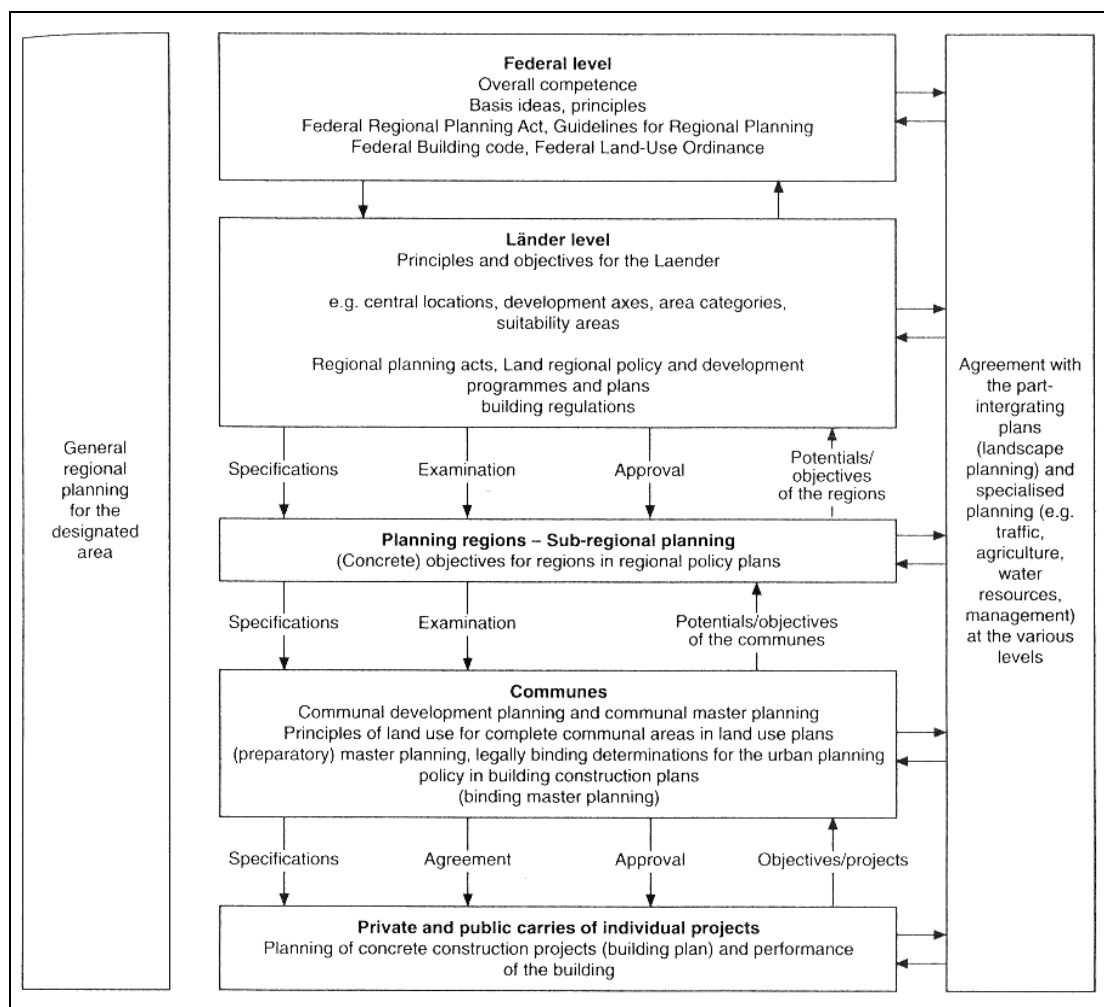 Federal level
Overall competence
Basis ideas, principles
Federal Regional Planning Act, Guidelines for Regional Planning
Federal Building code, Federal Land-Use Ordinance
Länder level
Principles and objectives for the Laender
e.g. central locations, development axes, area categories,
suitability areas
Regional planning acts, Land regional policy and development
programmes and plans
building regulations
Specifications
Examination
Approval
Potentials/
objectives
of the regions
Planning regions – Sub-regional planning
(Concrete) objectives for regions in regional policy plans
Specifications
Examination
Potentials/objectives
of the communes
Communes
Communal development planning and communal master planning
Principles of land use for complete communal areas in land use plans
(preparatory) master planning, legally binding determinations for the urban planning
policy in building construction plans
(binding master planning)
Specifications
Agreement
Approval
Objectives/projects
Private and public carries of individual projects
Planning of concrete construction projects (building plan) and performance
of the building
General
regional
planning
for the
designated
area
Agreement with
the part-
intergrating plans
(landscape
planning) and
specialised
planning (e.g.
traffic,
agriculture,
water
resources,
management)
at the various
levels